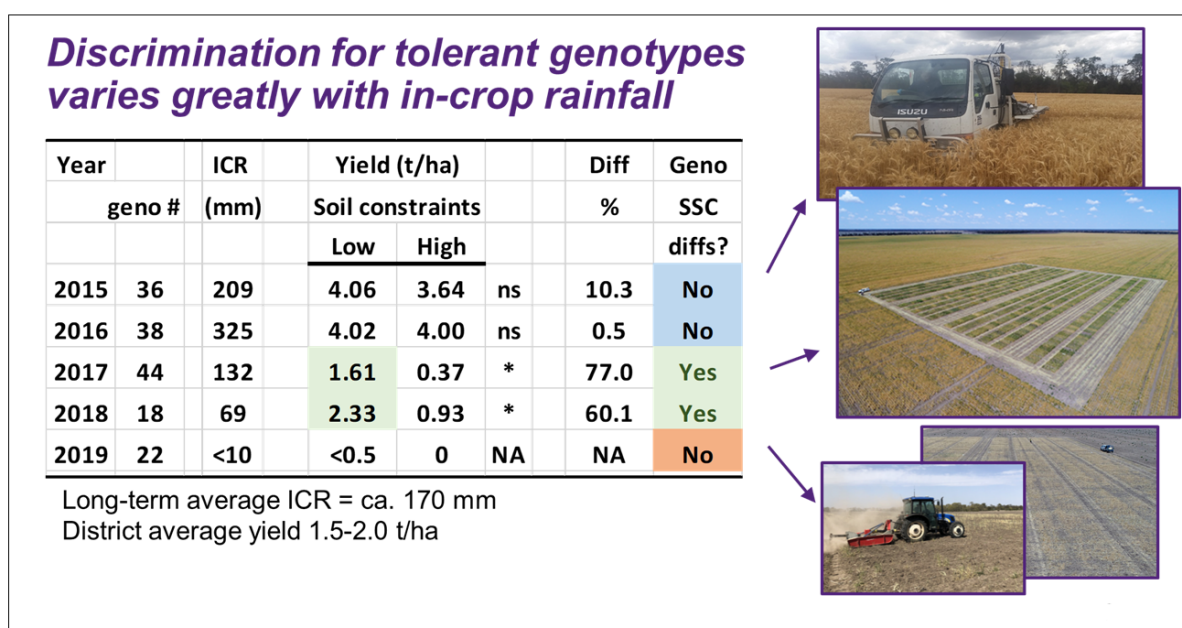 Discrimination for tolerant genotypes
varies greatly with in-crop rainfall
Year ICR Yield (t/ha) Diff Geno
geno # (mm) Soil constraints % SSC
Low High diffs?
2015 36 209 4.06 3.64 ns 10.3 No
2016 38 325 4.02 4.00 ns 0.5 No
2017 44 132 1.61 0.37 * 77.0 Yes
2018 18 69 2.33 0.93 * 60.1 Yes
2019 22 <10 <0.5 0 NA NA No
Long-term average ICR = ca. 170 mm
District average yield 1.5-2.0 t/ha
ISUZU